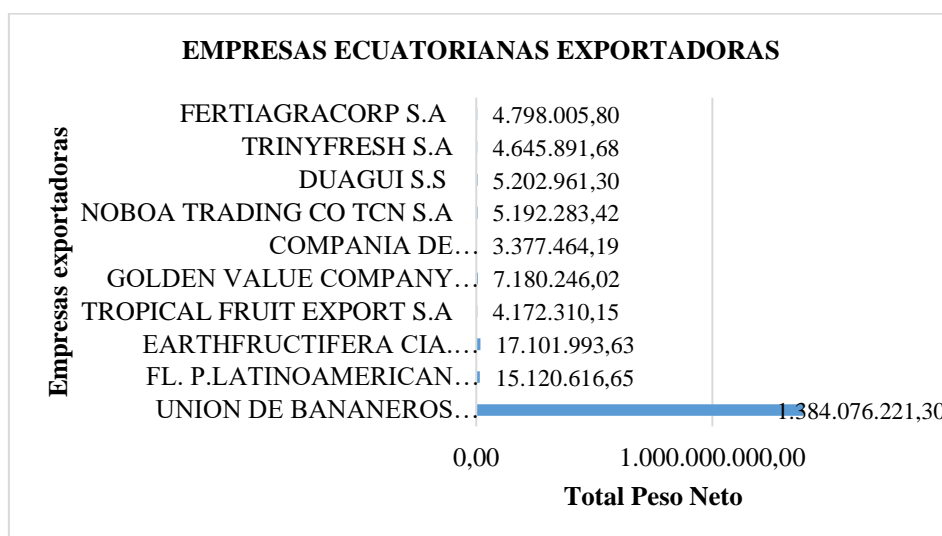 EMPRESAS ECUATORIANAS EXPORTADORAS
Empresas exportadoras
FERTIAGRACORP S.A 4.798.005,80
TRINYFRESH S.A 4.645.891,68
DUAGUI S.S 5.202.961,30
NOBOA TRADING CO TCN S.A 5.192.283,42
COMPANIA DE… 3.377.464,19
GOLDEN VALUE COMPANY… 7.180.246,02
TROPICAL FRUIT EXPORT S.A 4.172.310,15
EARTHFRUCTIFERA CIA.… 17.101.993,63
FL. P.LATINOAMERICAN… 15.120.616,65
UNION DE BANANEROS… 1.384.076.221,30
0,00 1.000.000.000,00
Total Peso Neto